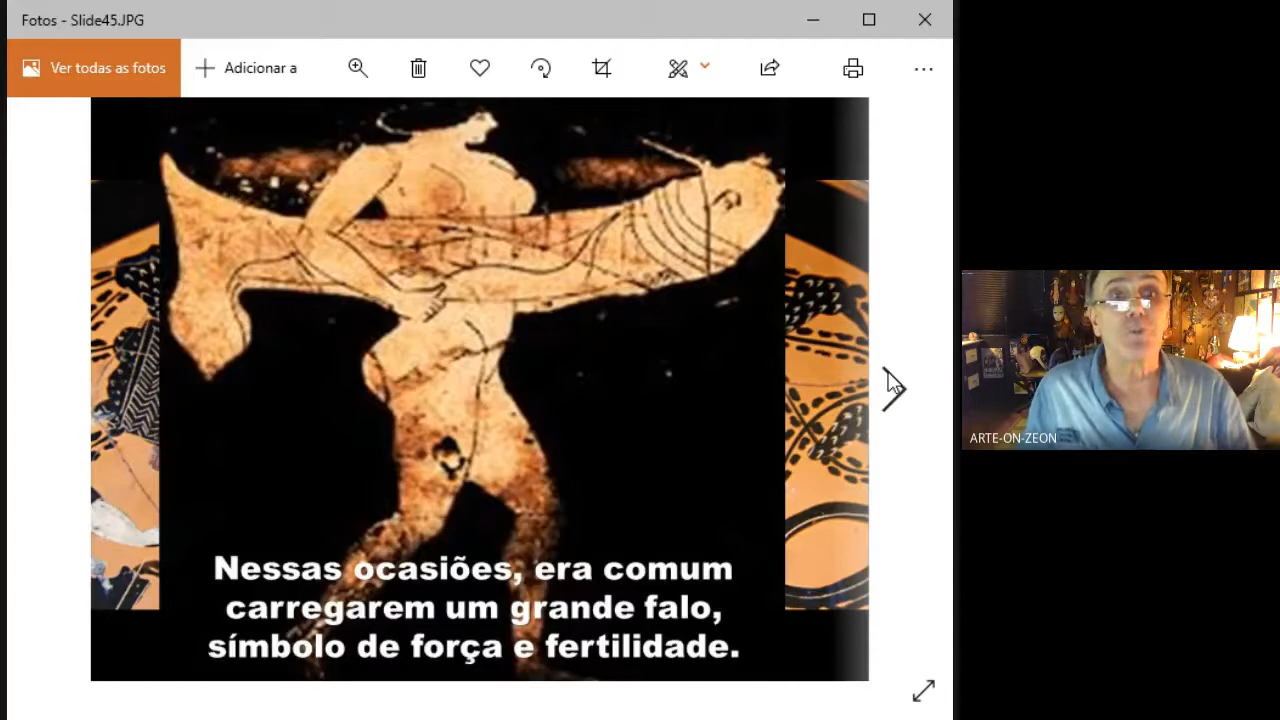 Fotos - Slide45.JPG
Ver todas as fotos
Adicionar a
Nessas ocasiões, era comum
carregarem um grande falo,
símbolo de força e fertilidade.
ARTE-ON-ZEON